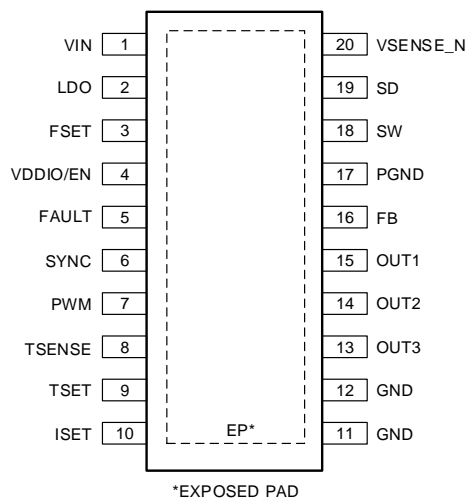 VIN 1 20 VSENSE_N
LDO 2 19 SD
FSET 3 18 SW
VDDIO/EN 4 17 PGND
FAULT 5 16 FB
SYNC 6 15 OUT1
PWM 7 14 OUT2
TSENSE 8 13 OUT3
TSET 9 12 GND
ISET 10 EP* 11 GND
*EXPOSED PAD